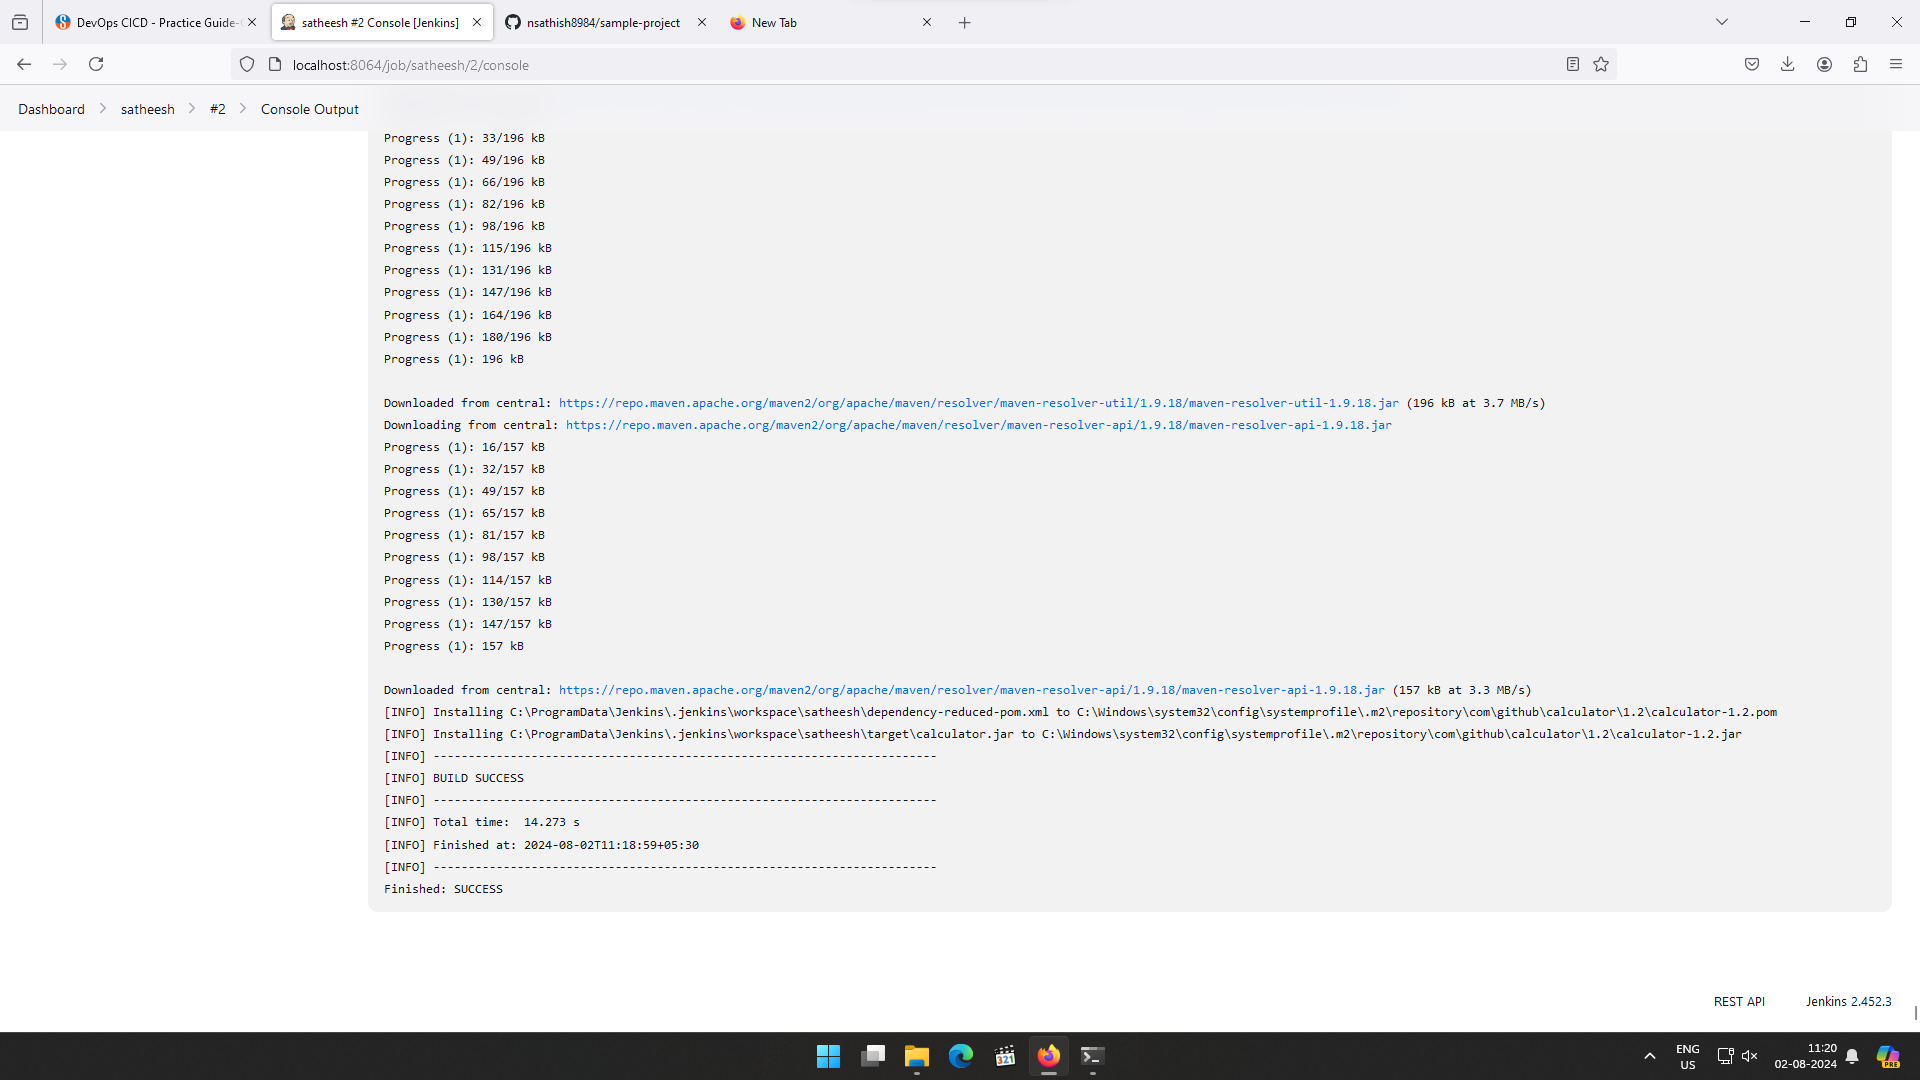 DevOps CICD - Practice Guide-
satheesh #2 Console [Jenkins]
nsathish8984/sample-project
New Tab
localhost:8064/job/satheesh/2/console
Dashboard
satheesh
#2
Console Output
Progress (1): 33/196 kB
Progress (1): 49/196 kB
Progress (1): 66/196 kB
Progress (1): 82/196 kB
Progress (1): 98/196 kB
Progress (1): 115/196 kB
Progress (1): 131/196 kB
Progress (1): 147/196 kB
Progress (1): 164/196 kB
Progress (1): 180/196 kB
Progress (1): 196 kB
Downloaded from central: https://repo.maven.apache.org/maven2/org/apache/maven/resolver/maven-resolver-util/1.9.18/maven-resolver-util-1.9.18.jar (196 kB at 3.7 MB/s)
Downloading from central: https://repo.maven.apache.org/maven2/org/apache/maven/resolver/maven-resolver-api/1.9.18/maven-resolver-api-1.9.18.jar
Progress (1): 16/157 kB
Progress (1): 32/157 kB
Progress (1): 49/157 kB
Progress (1): 65/157 kB
Progress (1): 81/157 kB
Progress (1): 98/157 kB
Progress (1): 114/157 kB
Progress (1): 130/157 kB
Progress (1): 147/157 kB
Progress (1): 157 kB
Downloaded from central: https://repo.maven.apache.org/maven2/org/apache/maven/resolver/maven-resolver-api/1.9.18/maven-resolver-api-1.9.18.jar (157 kB at 3.3 MB/s)
[INFO] Installing C:\ProgramData\Jenkins\.jenkins\workspace\satheesh\dependency-reduced-pom.xml to C:\Windows\system32\config\systemprofile\.m2\repository\com\github\calculator\1.2\calculator-1.2.pom
[INFO] Installing C:\ProgramData\Jenkins\.jenkins\workspace\satheesh\target\calculator.jar to C:\Windows\system32\config\systemprofile\.m2\repository\com\github\calculator\1.2\calculator-1.2.jar
[INFO] ------------------------------------------------------------------------
[INFO] BUILD SUCCESS
[INFO] ------------------------------------------------------------------------
[INFO] Total time:  14.273 s
[INFO] Finished at: 2024-08-02T11:18:59+05:30
[INFO] ------------------------------------------------------------------------
Finished: SUCCESS
REST API
Jenkins 2.452.3
321
ENG
US
11:20
02-08-2024
PRE